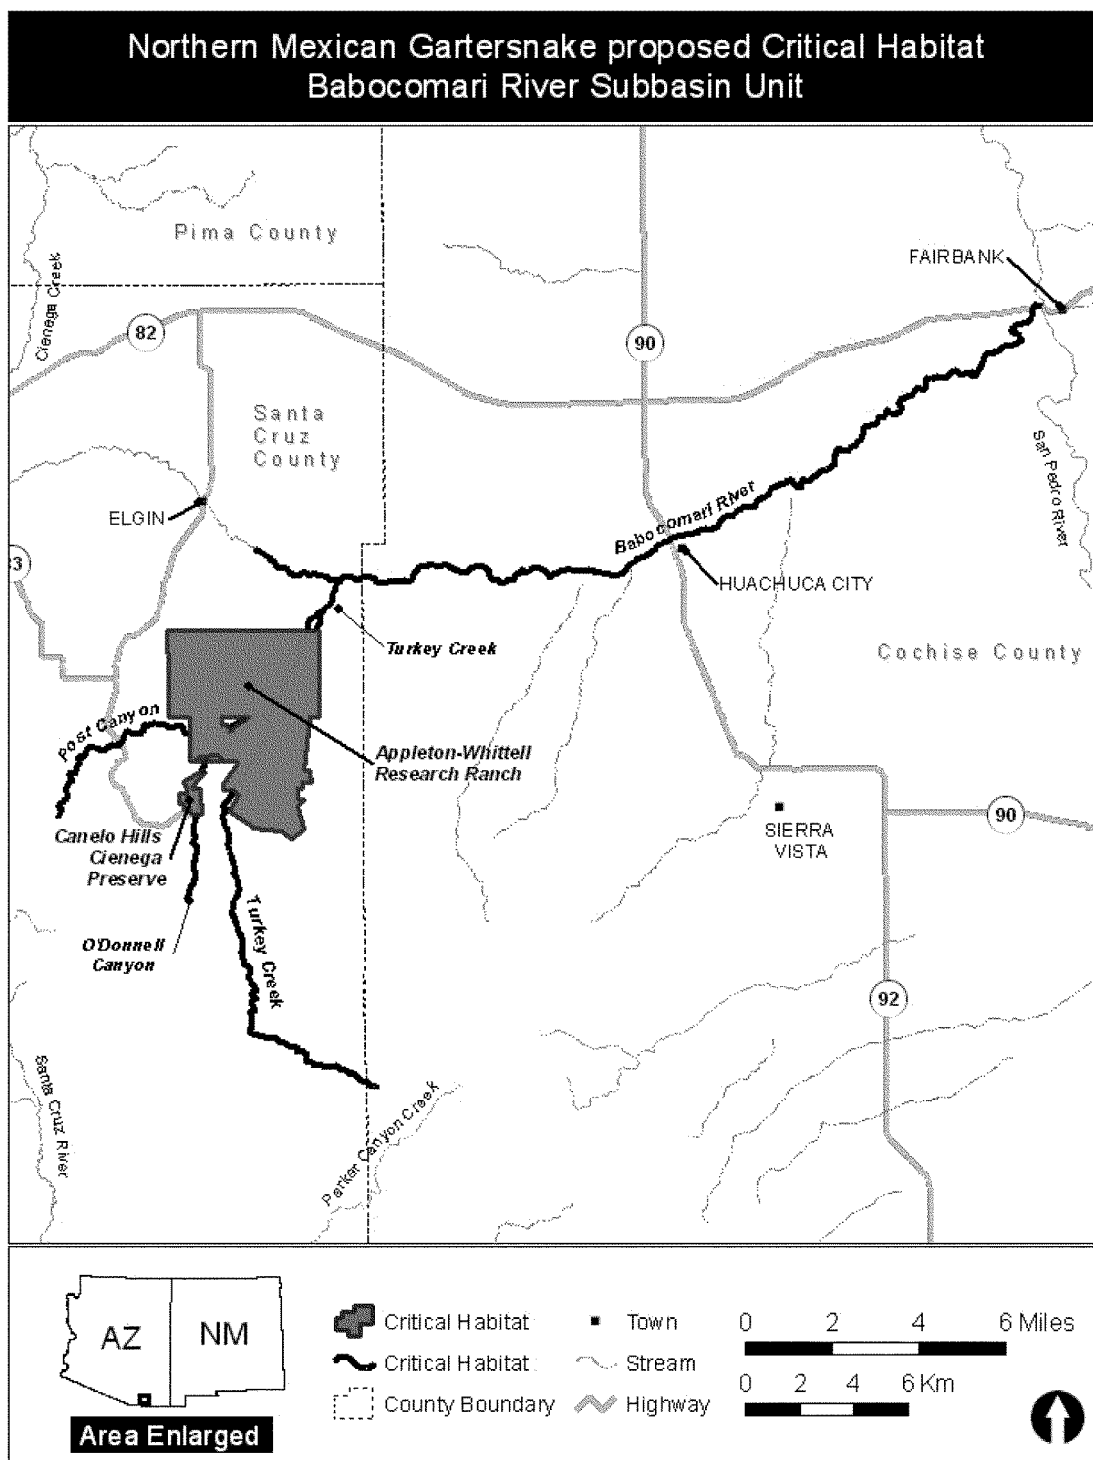 Northern Mexican Gartersnake proposed Critical Habitat
Babocomari River Subbasin Unit
Pima County
Cienega Creek
FAIRBANK
82
90
Santa
Cruz
County
San Pedro River
ELGIN
Babocomari River
HUACHUCA CITY
Turkey Creek
Cochise County
Post Canyon
Appleton-Whittell
Research Ranch
Canelo Hills
Cienega
Preserve
SIERRA
VISTA
90
O'Donnell
Canyon
Turkey Creek
92
Santa Cruz River
Parker Canyon Creek
AZ
NM
Area Enlarged
Critical Habitat
Critical Habitat
County Boundary
Town
Stream
Highway
0 2 4 6 Miles
0 2 4 6 Km